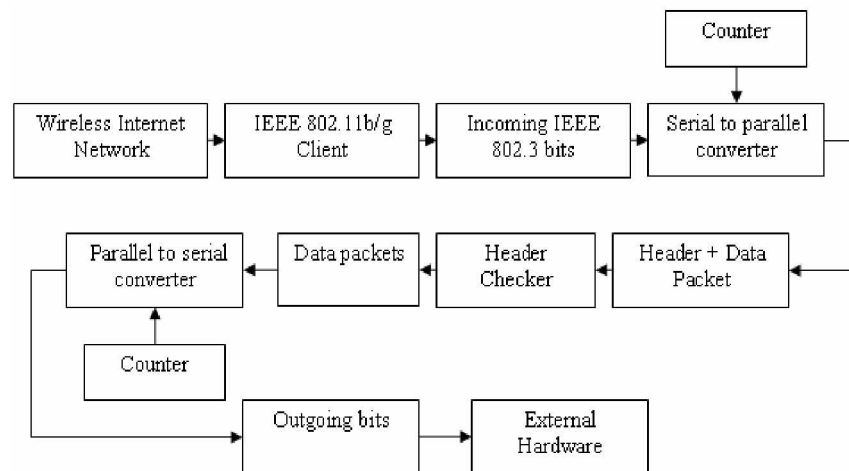 Counter
Wireless Internet
Network
IEEE 802.11b/g
Client
Incoming IEEE
802.3 bits
Serial to parallel
converter
Parallel to serial
converter
Data packets
Header
Checker
Header + Data
Packet
Counter
Outgoing bits
External
Hardware